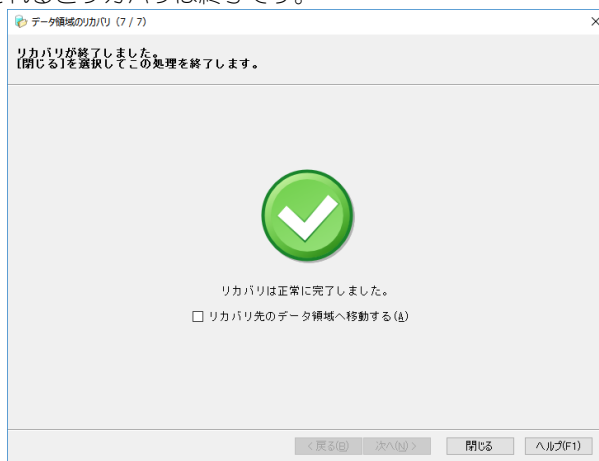 れるとリカバリは終了です。
データ領域のリカバリ (7 / 7)
リカバリが終了しました。
[閉じる]を選択してこの処理を終了します。
リカバリは正常に完了しました。
リカバリ先のデータ領域へ移動する(A)
< 戻る(B) 次へ(N) > 閉じる ヘルプ(F1)